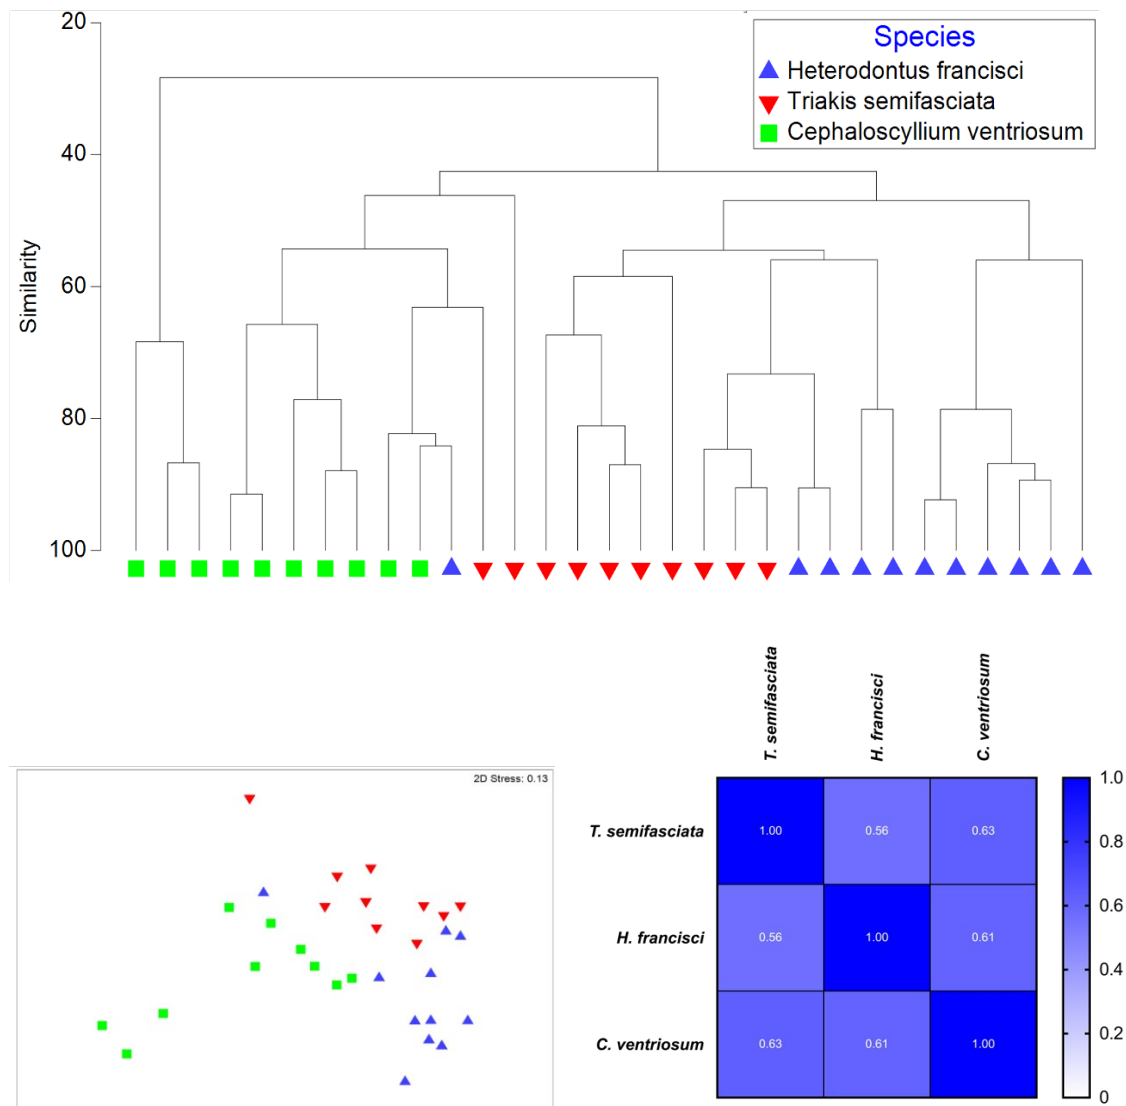 20
40
60
80
100
Similarity
Species
Heterodontus francisci
Triakis semifasciata
Cephaloscyllium ventriosum
2D Stress: 0.13
T. semifasciata
H. francisci
C. ventriosum
T. semifasciata
1.00
0.56
0.63
H. francisci
0.56
1.00
0.61
C. ventriosum
0.63
0.61
1.00
1.0
0.8
0.6
0.4
0.2
0